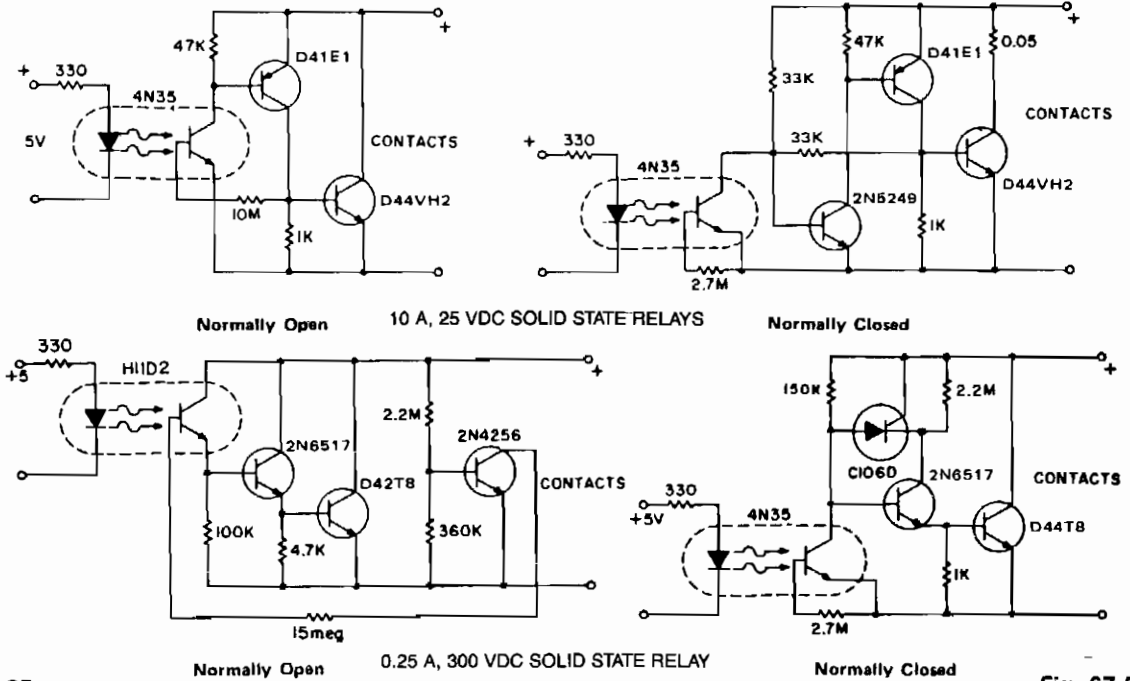 +
47K
D41E1
330
+
4N35
5V
CONTACTS
10M
D44VH2
1K
Normally Open
+
47K
D41E1
0.05
33K
CONTACTS
330
+
33K
4N35
D44VH2
2N5249
1K
2.7M
Normally Closed
10 A, 25 VDC SOLID STATE RELAYS
330
+5
H11D2
+
2.2M
2N6517
2N4256
D42T8
CONTACTS
100K
4.7K
360K
15meg
Normally Open
+
150K
2.2M
C106D
2N6517
CONTACTS
330
+5V
4N35
D44T8
1K
2.7M
Normally Closed
0.25 A, 300 VDC SOLID STATE RELAY